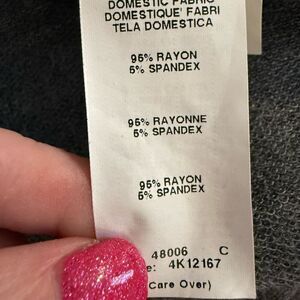 DOMESTIC FABRIC
DOMESTIQUE' FABRI
TELA DOMESTICA
95% RAYON
5% SPANDEX
95% RAYONNE
5% SPANDEX
95% RAYON
5% SPANDEX
48006 C
e: 4K12167
Care Over)